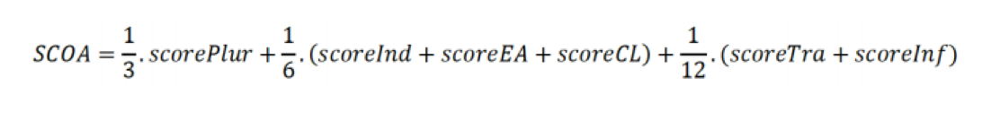 SCOA = 1/3 . scorePlur + 1/6 . (scoreInd + scoreEA + scoreCL) + 1/12 . (scoreTra + scoreInf)